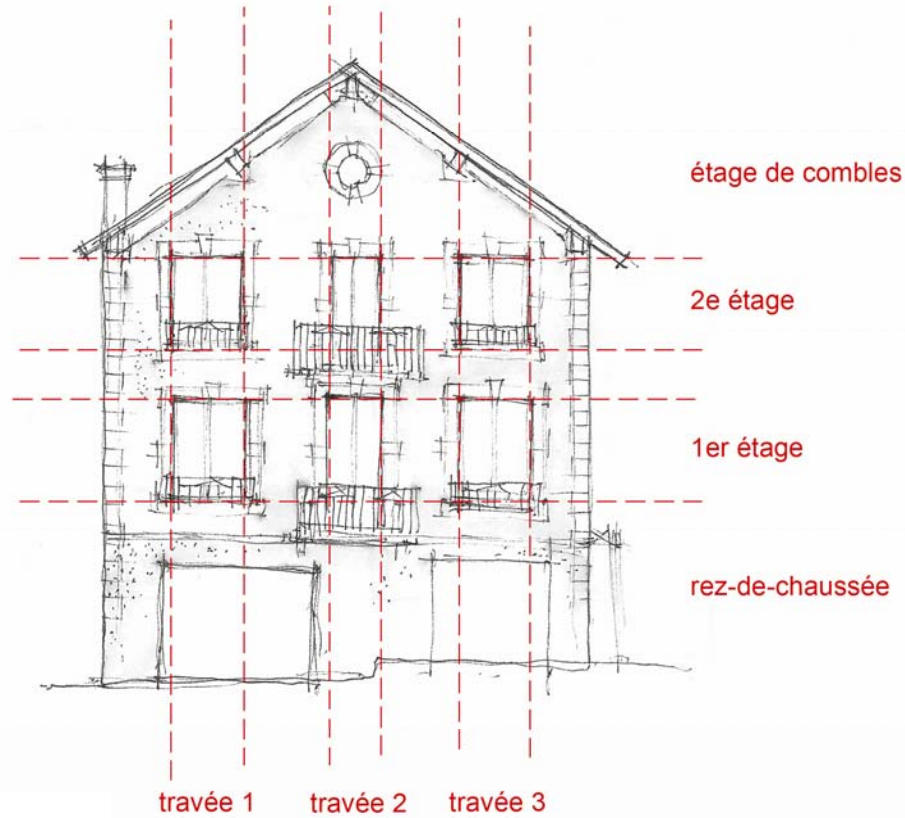 étage de combles
2e étage
1er étage
rez-de-chaussée
travée 1
travée 2
travée 3